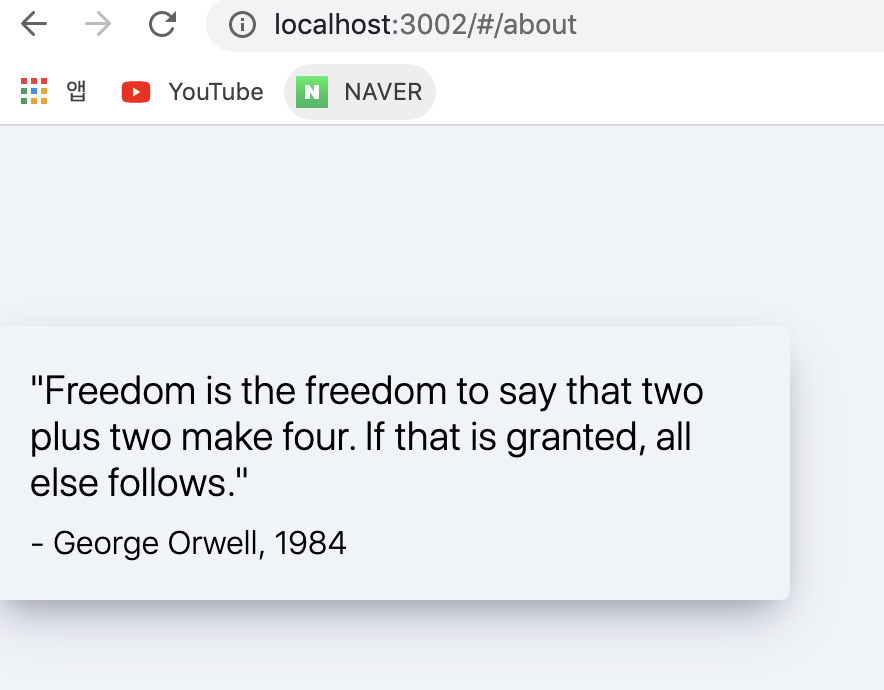 localhost:3002/#/about
앱 YouTube N NAVER
"Freedom is the freedom to say that two
plus two make four. If that is granted, all
else follows."
- George Orwell, 1984